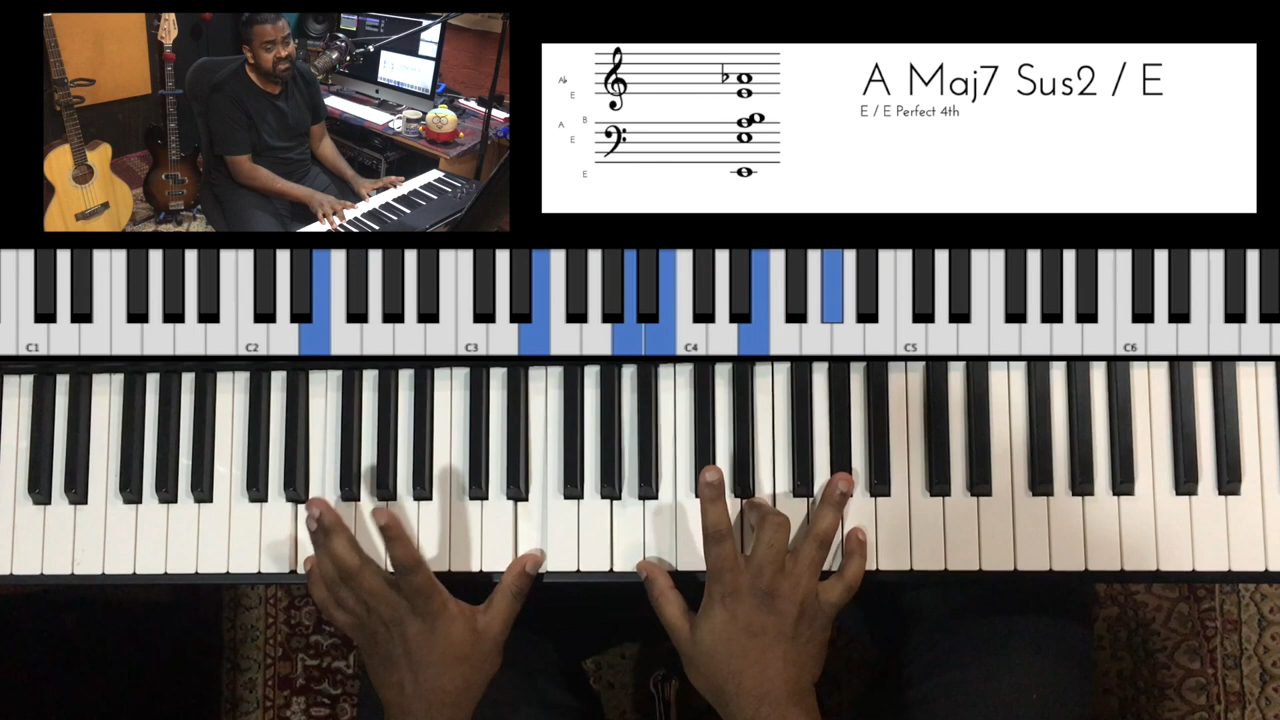 A Maj7 Sus2 / E
E / E Perfect 4th
Ab
E
B
A
E
E
C1 C2 C3 C4 C5 C6